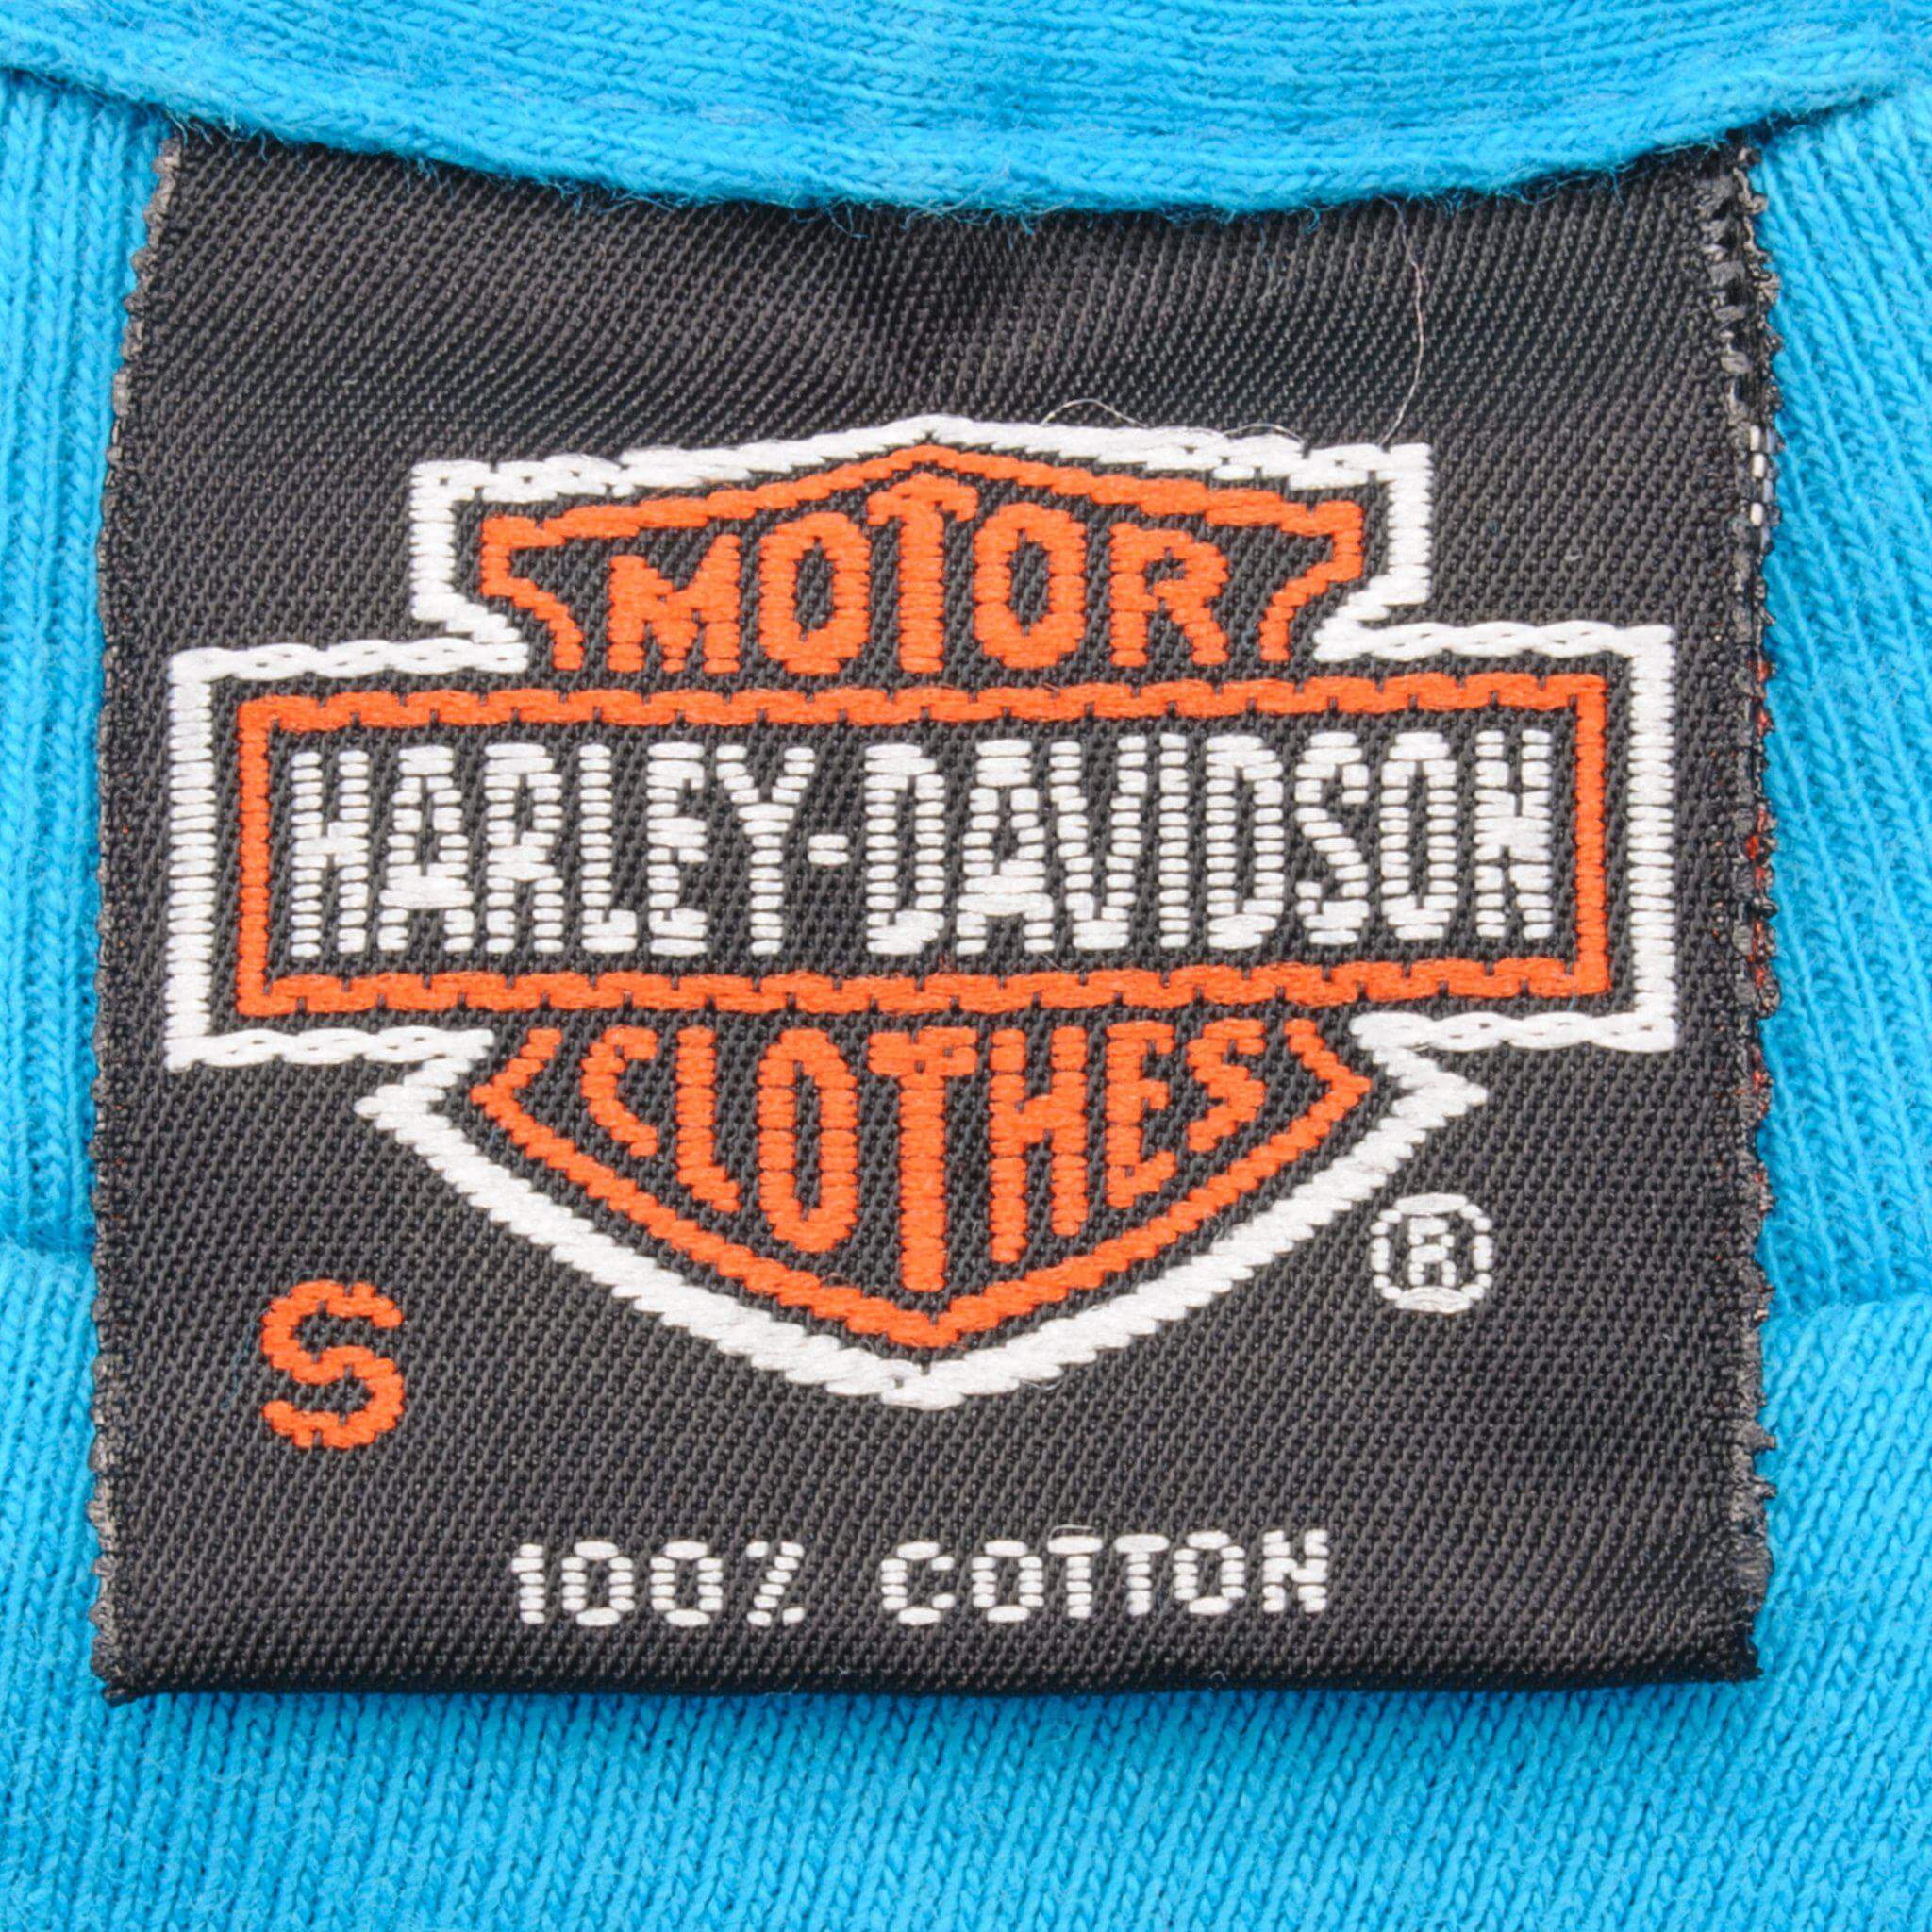 MOTOR
HARLEY-DAVIDSON
CLOTHES
®
S
100% COTTON